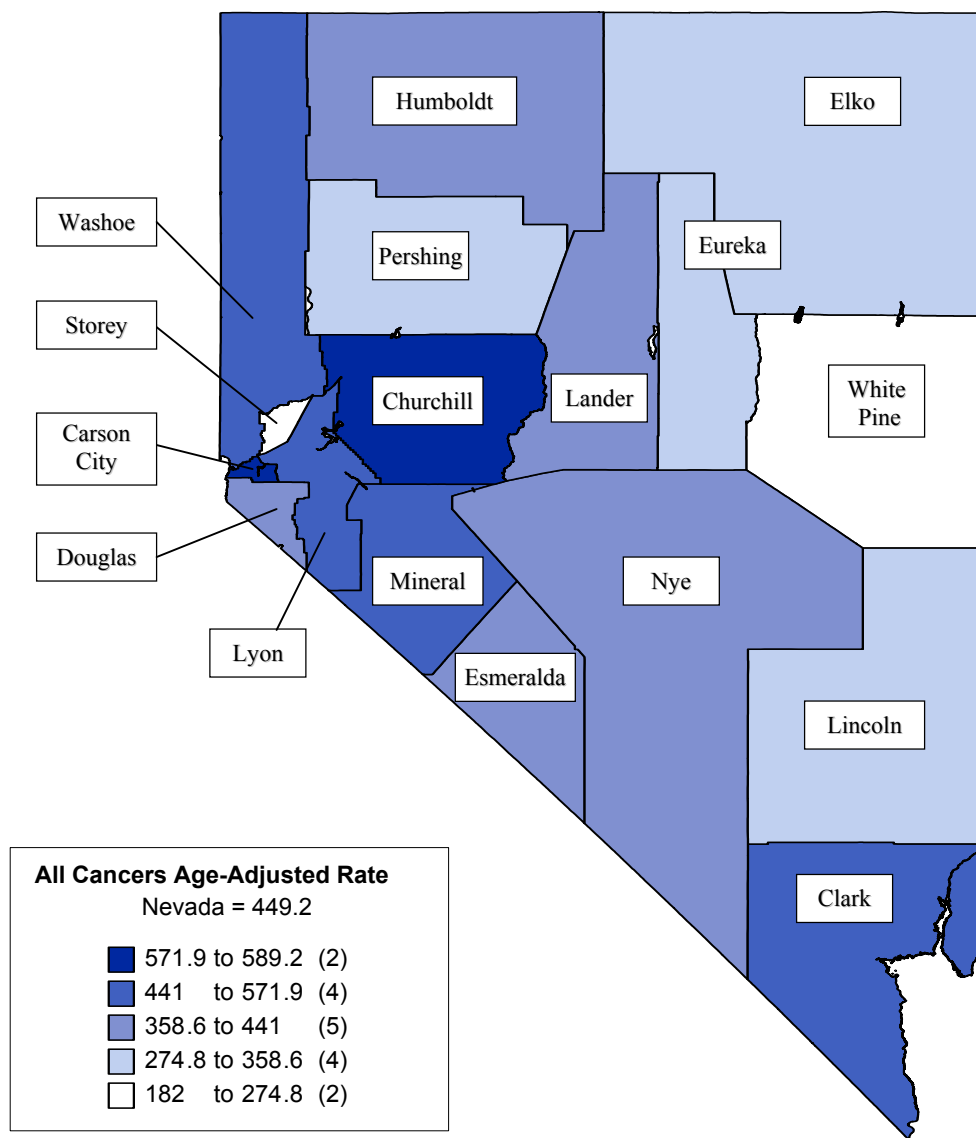 Humboldt
Elko
Washoe
Pershing
Eureka
Storey
Churchill
Lander
White
Pine
Carson
City
Douglas
Mineral
Nye
Lyon
Esmeralda
Lincoln
Clark
All Cancers Age-Adjusted Rate
Nevada = 449.2
571.9 to 589.2 (2)
441 to 571.9 (4)
358.6 to 441 (5)
274.8 to 358.6 (4)
182 to 274.8 (2)